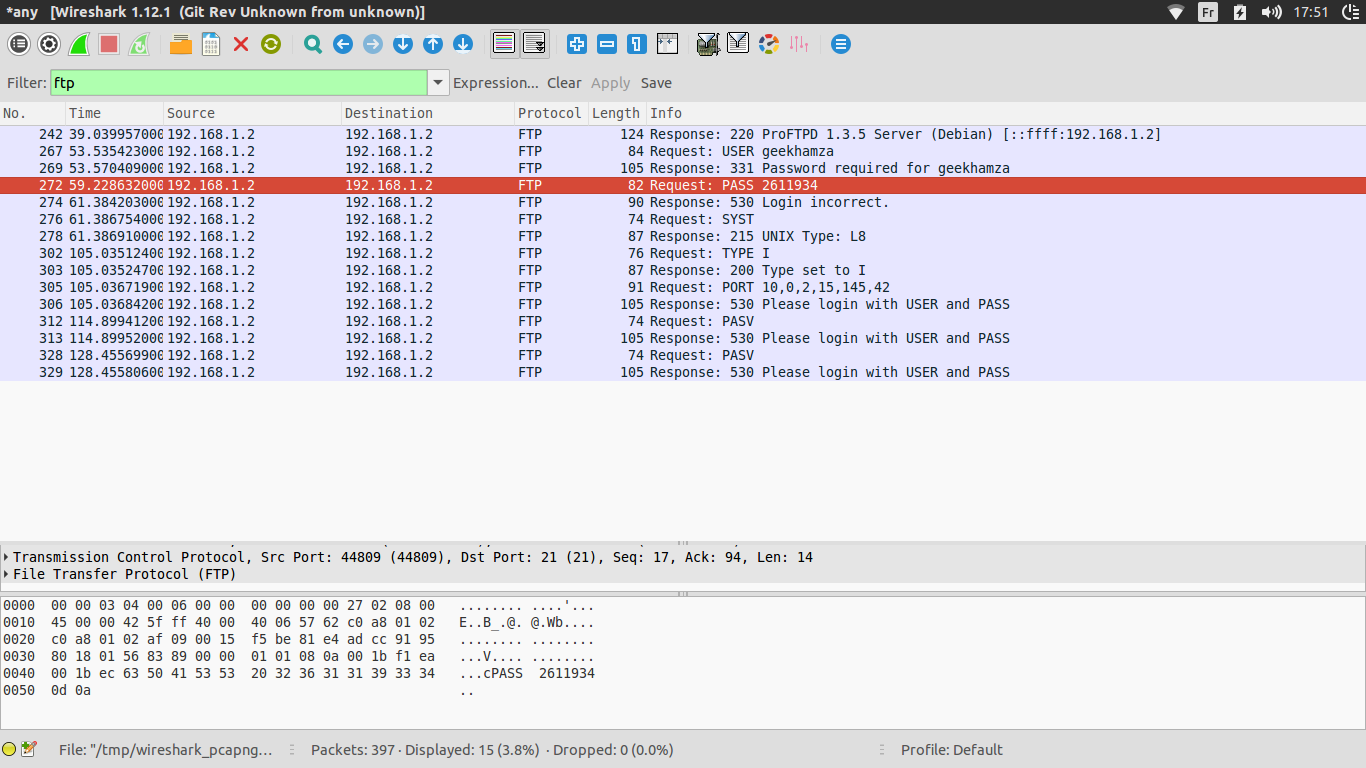 *any [Wireshark 1.12.1 (Git Rev Unknown from unknown)]
Fr 17:51
Filter: ftp Expression... Clear Apply Save
No. Time Source Destination Protocol Length Info
242 39.039957000 192.168.1.2 192.168.1.2 FTP 124 Response: 220 ProFTPD 1.3.5 Server (Debian) [::ffff:192.168.1.2]
267 53.535423000 192.168.1.2 192.168.1.2 FTP 84 Request: USER geekhamza
269 53.570409000 192.168.1.2 192.168.1.2 FTP 105 Response: 331 Password required for geekhamza
272 59.228632000 192.168.1.2 192.168.1.2 FTP 82 Request: PASS 2611934
274 61.384203000 192.168.1.2 192.168.1.2 FTP 90 Response: 530 Login incorrect.
276 61.386754000 192.168.1.2 192.168.1.2 FTP 74 Request: SYST
278 61.386910000 192.168.1.2 192.168.1.2 FTP 87 Response: 215 UNIX Type: L8
302 105.03512400 192.168.1.2 192.168.1.2 FTP 76 Request: TYPE I
303 105.03524700 192.168.1.2 192.168.1.2 FTP 87 Response: 200 Type set to I
305 105.03671900 192.168.1.2 192.168.1.2 FTP 91 Request: PORT 10,0,2,15,145,42
306 105.03684200 192.168.1.2 192.168.1.2 FTP 105 Response: 530 Please login with USER and PASS
312 114.89941200 192.168.1.2 192.168.1.2 FTP 74 Request: PASV
313 114.89952000 192.168.1.2 192.168.1.2 FTP 105 Response: 530 Please login with USER and PASS
328 128.45569900 192.168.1.2 192.168.1.2 FTP 74 Request: PASV
329 128.45580600 192.168.1.2 192.168.1.2 FTP 105 Response: 530 Please login with USER and PASS
Transmission Control Protocol, Src Port: 44809 (44809), Dst Port: 21 (21), Seq: 17, Ack: 94, Len: 14
File Transfer Protocol (FTP)
0000 00 00 03 04 00 06 00 00 00 00 00 00 27 02 08 00 ........ ....'...
0010 45 00 00 42 5f ff 40 00 40 06 57 62 c0 a8 01 02 E..B_.@. @.Wb....
0020 c0 a8 01 02 af 09 00 15 f5 be 81 e4 ad cc 91 95 ........ ........
0030 80 18 01 56 83 89 00 00 01 01 08 0a 00 1b f1 ea ...V.... ........
0040 00 1b ec 63 50 41 53 53 20 32 36 31 31 39 33 34 ...cPASS 2611934
0050 0d 0a ..
File: "/tmp/wireshark_pcapng... Packets: 397 · Displayed: 15 (3.8%) · Dropped: 0 (0.0%) Profile: Default